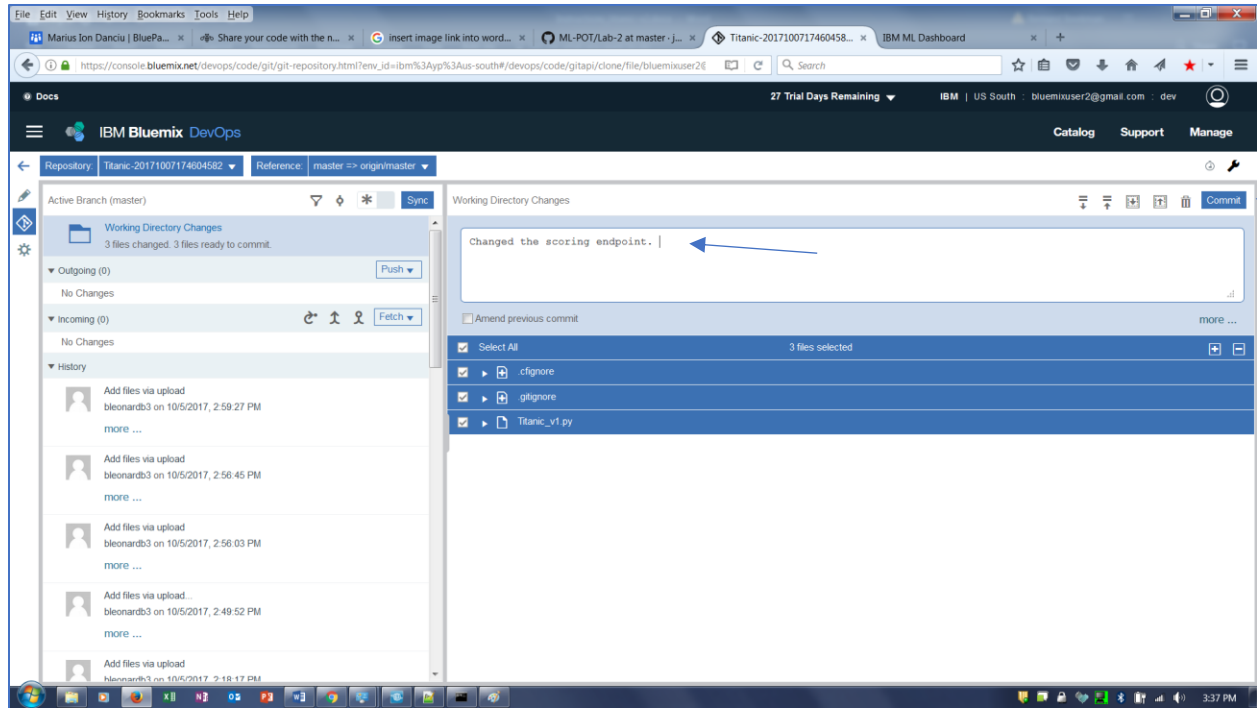 File Edit View History Bookmarks Tools Help
Marius Ion Danciu | BluePa... × Share your code with the n... × insert image link into word... × ML-POT/Lab-2 at master · j... × Titanic-2017100717460458... × IBM ML Dashboard × +
https://console.bluemix.net/devops/code/git/git-repository.html?env_id=ibm%3Ayp%3Aus-south#/devops/code/gitapi/clone/file/bluemixuser2@ Search
Docs 27 Trial Days Remaining IBM | US South : bluemixuser2@gmail.com : dev
IBM Bluemix DevOps Catalog Support Manage
Repository: Titanic-20171007174604582 Reference: master => origin/master
Active Branch (master) Sync
Working Directory Changes
3 files changed. 3 files ready to commit.
Outgoing (0) Push
No Changes
Incoming (0) Fetch
No Changes
History
Add files via upload
bleonardb3 on 10/5/2017, 2:59:27 PM
more ...
Add files via upload
bleonardb3 on 10/5/2017, 2:56:45 PM
more ...
Add files via upload
bleonardb3 on 10/5/2017, 2:56:03 PM
more ...
Add files via upload...
bleonardb3 on 10/5/2017, 2:49:52 PM
more ...
Add files via upload
bleonardb3 on 10/5/2017, 2:18:17 PM
Working Directory Changes Commit
Changed the scoring endpoint.
Amend previous commit more ...
Select All 3 files selected
.cfignore
.gitignore
Titanic_v1.py
3:37 PM